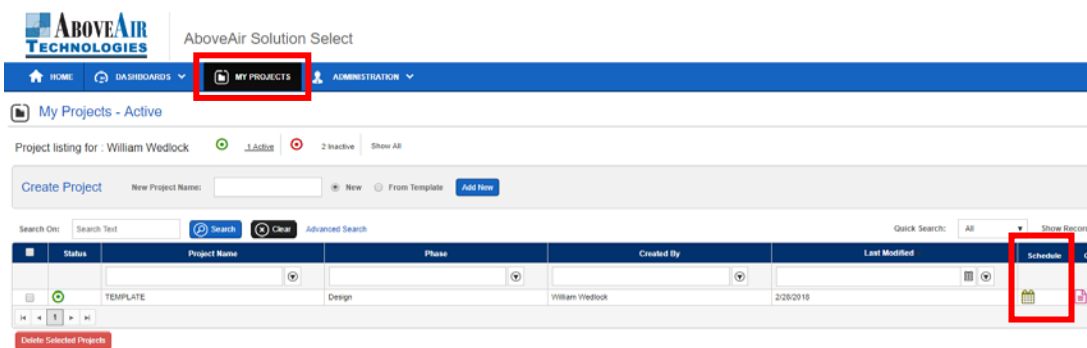 ABOVEAIR
TECHNOLOGIES
AboveAir Solution Select
HOME DASHBOARDS MY PROJECTS ADMINISTRATION
My Projects - Active
Project listing for : William Wedlock 1 Active 2 Inactive Show All
Create Project New Project Name: New From Template Add New
Search On: Search Text Search Clear Advanced Search Quick Search: All Show Recor
Status Project Name Phase Created By Last Modified Schedule
TEMPLATE Design William Wedlock 2/28/2018
1
Delete Selected Projects